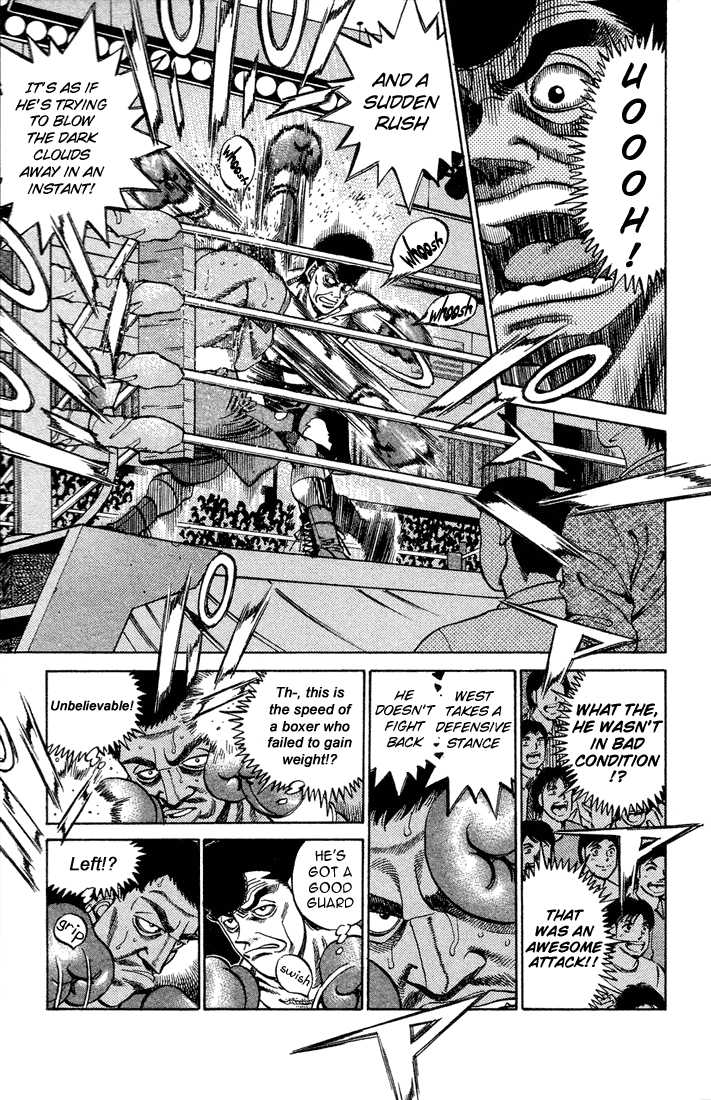 UOOOOH!
AND A
SUDDEN
RUSH
IT'S AS IF
HE'S TRYING
TO BLOW
THE DARK
CLOUDS
AWAY IN AN
INSTANT!
whoosh
whoosh
whoosh
whoosh
WHAT THE,
HE WASN'T
IN BAD
CONDITION
!?
THAT
WAS AN
AWESOME
ATTACK!!
WEST
TAKES A
DEFENSIVE
STANCE
HE
DOESN'T
FIGHT
BACK
Th-, this is
the speed of
a boxer who
failed to gain
weight!?
Unbelievable!
HE'S
GOT A
GOOD
GUARD
swish
Left!?
grip